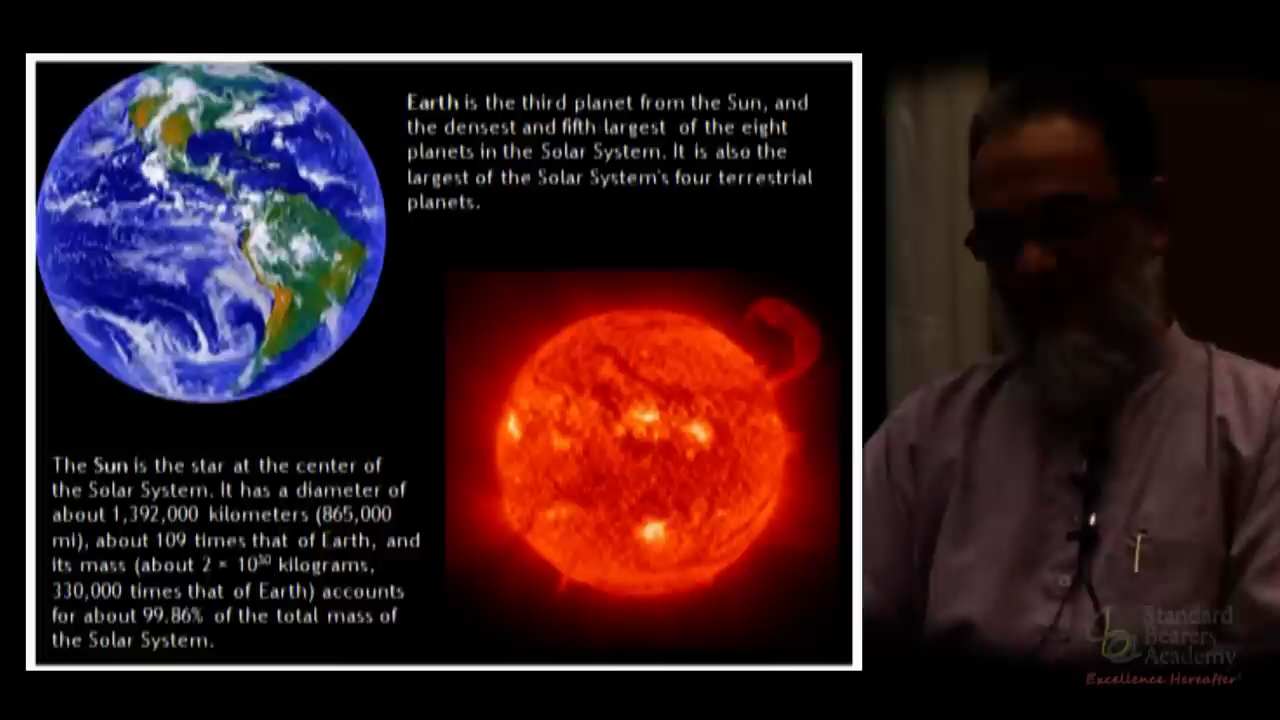 Earth is the third planet from the Sun, and
the densest and fifth largest of the eight
planets in the Solar System. It is also the
largest of the Solar System's four terrestrial
planets.
The Sun is the star at the center of
the Solar System. It has a diameter of
about 1,392,000 kilometers (865,000
mi), about 109 times that of Earth, and
its mass (about 2 × 10³⁰ kilograms,
330,000 times that of Earth) accounts
for about 99.86% of the total mass of
the Solar System.
Standard
Bearers
Academy
Excellence Hereafter